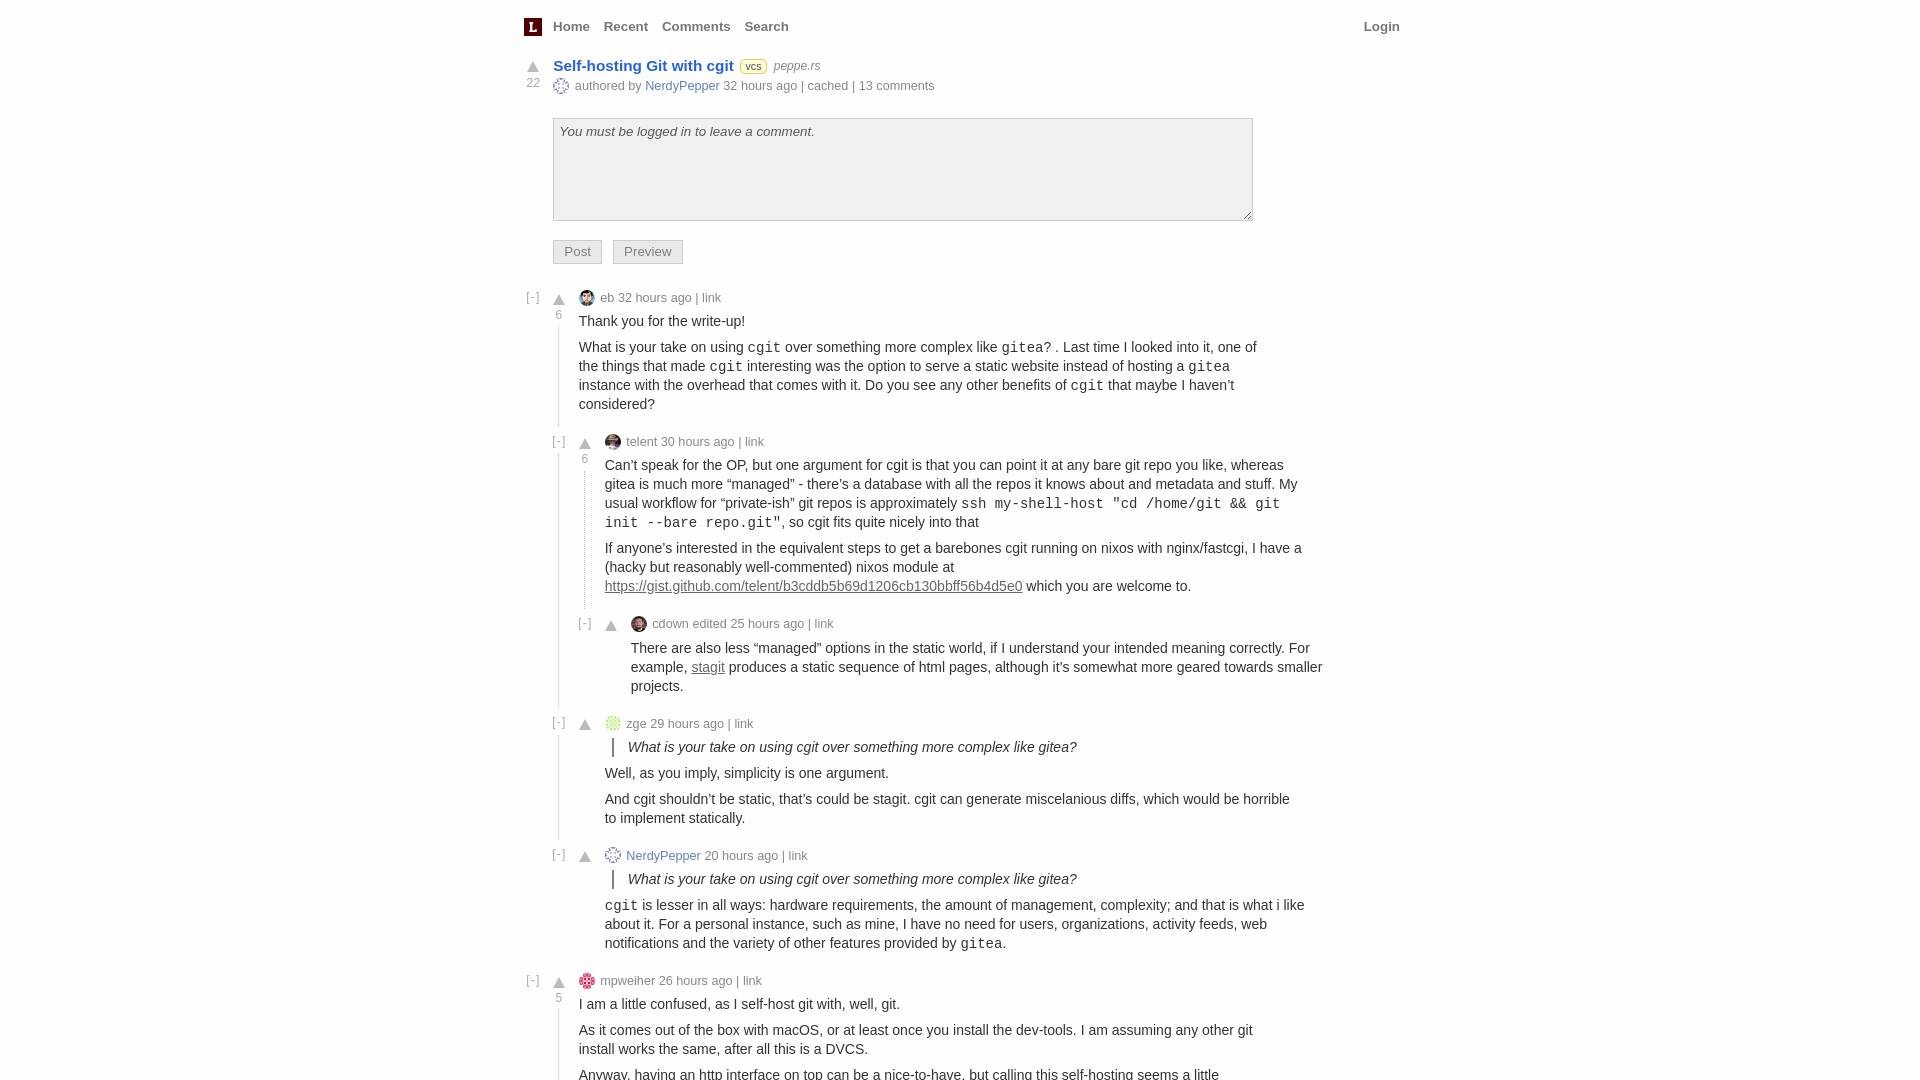 L Home Recent Comments Search Login
Self-hosting Git with cgit vcs peppe.rs
22
authored by NerdyPepper 32 hours ago | cached | 13 comments
You must be logged in to leave a comment.
Post Preview
[-] eb 32 hours ago | link
6
Thank you for the write-up!
What is your take on using cgit over something more complex like gitea? . Last time I looked into it, one of
the things that made cgit interesting was the option to serve a static website instead of hosting a gitea
instance with the overhead that comes with it. Do you see any other benefits of cgit that maybe I haven’t
considered?
[-] telent 30 hours ago | link
6
Can’t speak for the OP, but one argument for cgit is that you can point it at any bare git repo you like, whereas
gitea is much more “managed” - there’s a database with all the repos it knows about and metadata and stuff. My
usual workflow for “private-ish” git repos is approximately ssh my-shell-host "cd /home/git && git
init --bare repo.git", so cgit fits quite nicely into that
If anyone’s interested in the equivalent steps to get a barebones cgit running on nixos with nginx/fastcgi, I have a
(hacky but reasonably well-commented) nixos module at
https://gist.github.com/telent/b3cddb5b69d1206cb130bbff56b4d5e0 which you are welcome to.
[-] cdown edited 25 hours ago | link
There are also less “managed” options in the static world, if I understand your intended meaning correctly. For
example, stagit produces a static sequence of html pages, although it’s somewhat more geared towards smaller
projects.
[-] zge 29 hours ago | link
What is your take on using cgit over something more complex like gitea?
Well, as you imply, simplicity is one argument.
And cgit shouldn’t be static, that’s could be stagit. cgit can generate miscelanious diffs, which would be horrible
to implement statically.
[-] NerdyPepper 20 hours ago | link
What is your take on using cgit over something more complex like gitea?
cgit is lesser in all ways: hardware requirements, the amount of management, complexity; and that is what i like
about it. For a personal instance, such as mine, I have no need for users, organizations, activity feeds, web
notifications and the variety of other features provided by gitea.
[-] mpweiher 26 hours ago | link
5
I am a little confused, as I self-host git with, well, git.
As it comes out of the box with macOS, or at least once you install the dev-tools. I am assuming any other git
install works the same, after all this is a DVCS.
Anyway, having an http interface on top can be a nice-to-have, but calling this self-hosting seems a little